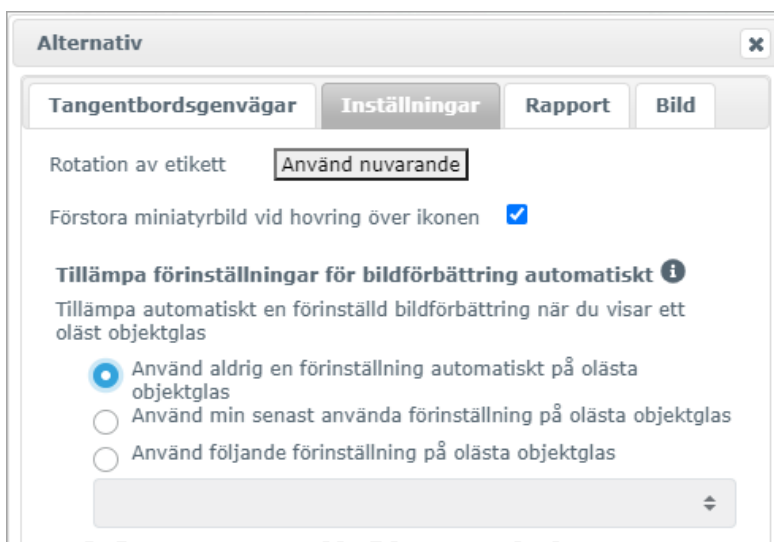 Alternativ
Tangentbordsgenvägar Inställningar Rapport Bild
Rotation av etikett Använd nuvarande
Förstora miniatyrbild vid hovring över ikonen
Tillämpa förinställningar för bildförbättring automatiskt
Tillämpa automatiskt en förinställd bildförbättring när du visar ett
oläst objektglas
Använd aldrig en förinställning automatiskt på olästa
objektglas
Använd min senast använda förinställning på olästa objektglas
Använd följande förinställning på olästa objektglas